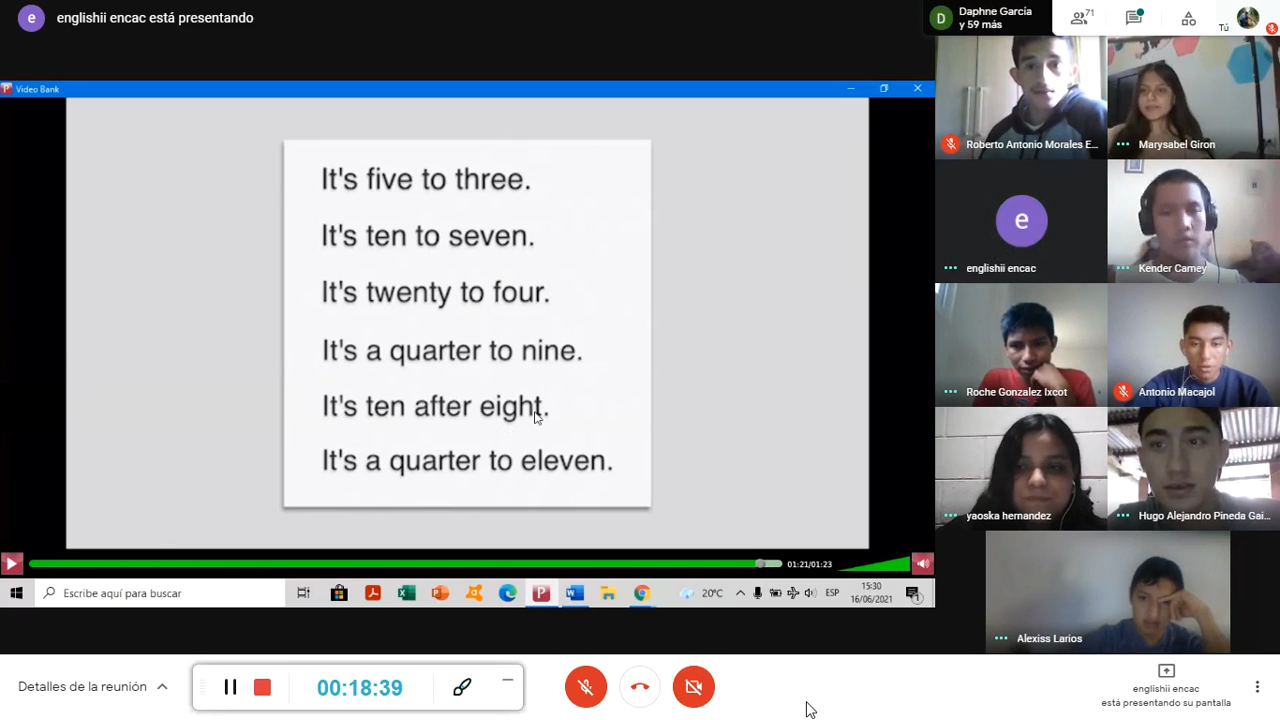 e englishii encac está presentando
D Daphne García
y 59 más
71
Tú
Video Bank
It's five to three.
It's ten to seven.
It's twenty to four.
It's a quarter to nine.
It's ten after eight.
It's a quarter to eleven.
01:21/01:23
Escribe aquí para buscar
20°C
ESP
15:30
16/06/2021
1
Roberto Antonio Morales E...
Marysabel Giron
e
englishii encac
Kender Camey
Roche Gonzalez Ixcot
Antonio Macajol
yaoska hernandez
Hugo Alejandro Pineda Gai...
Alexiss Larios
Detalles de la reunión
00:18:39
englishii encac
está presentando su pantalla